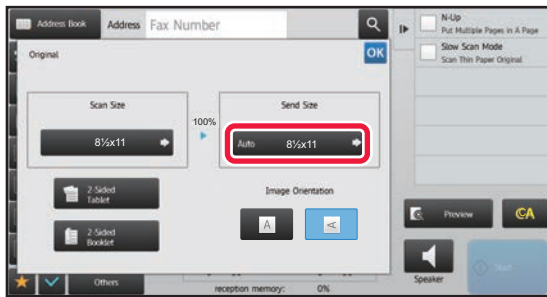 Address Book Address Fax Number
N-Up
Put Multiple Pages in A Page
Slow Scan Mode
Scan Thin Paper Original
Original
OK
Scan Size
Send Size
100%
8½x11
Auto 8½x11
2-Sided
Tablet
Image Orientation
2-Sided
Booklet
A
A
Preview
CA
Others
reception memory: 0%
Speaker
Start